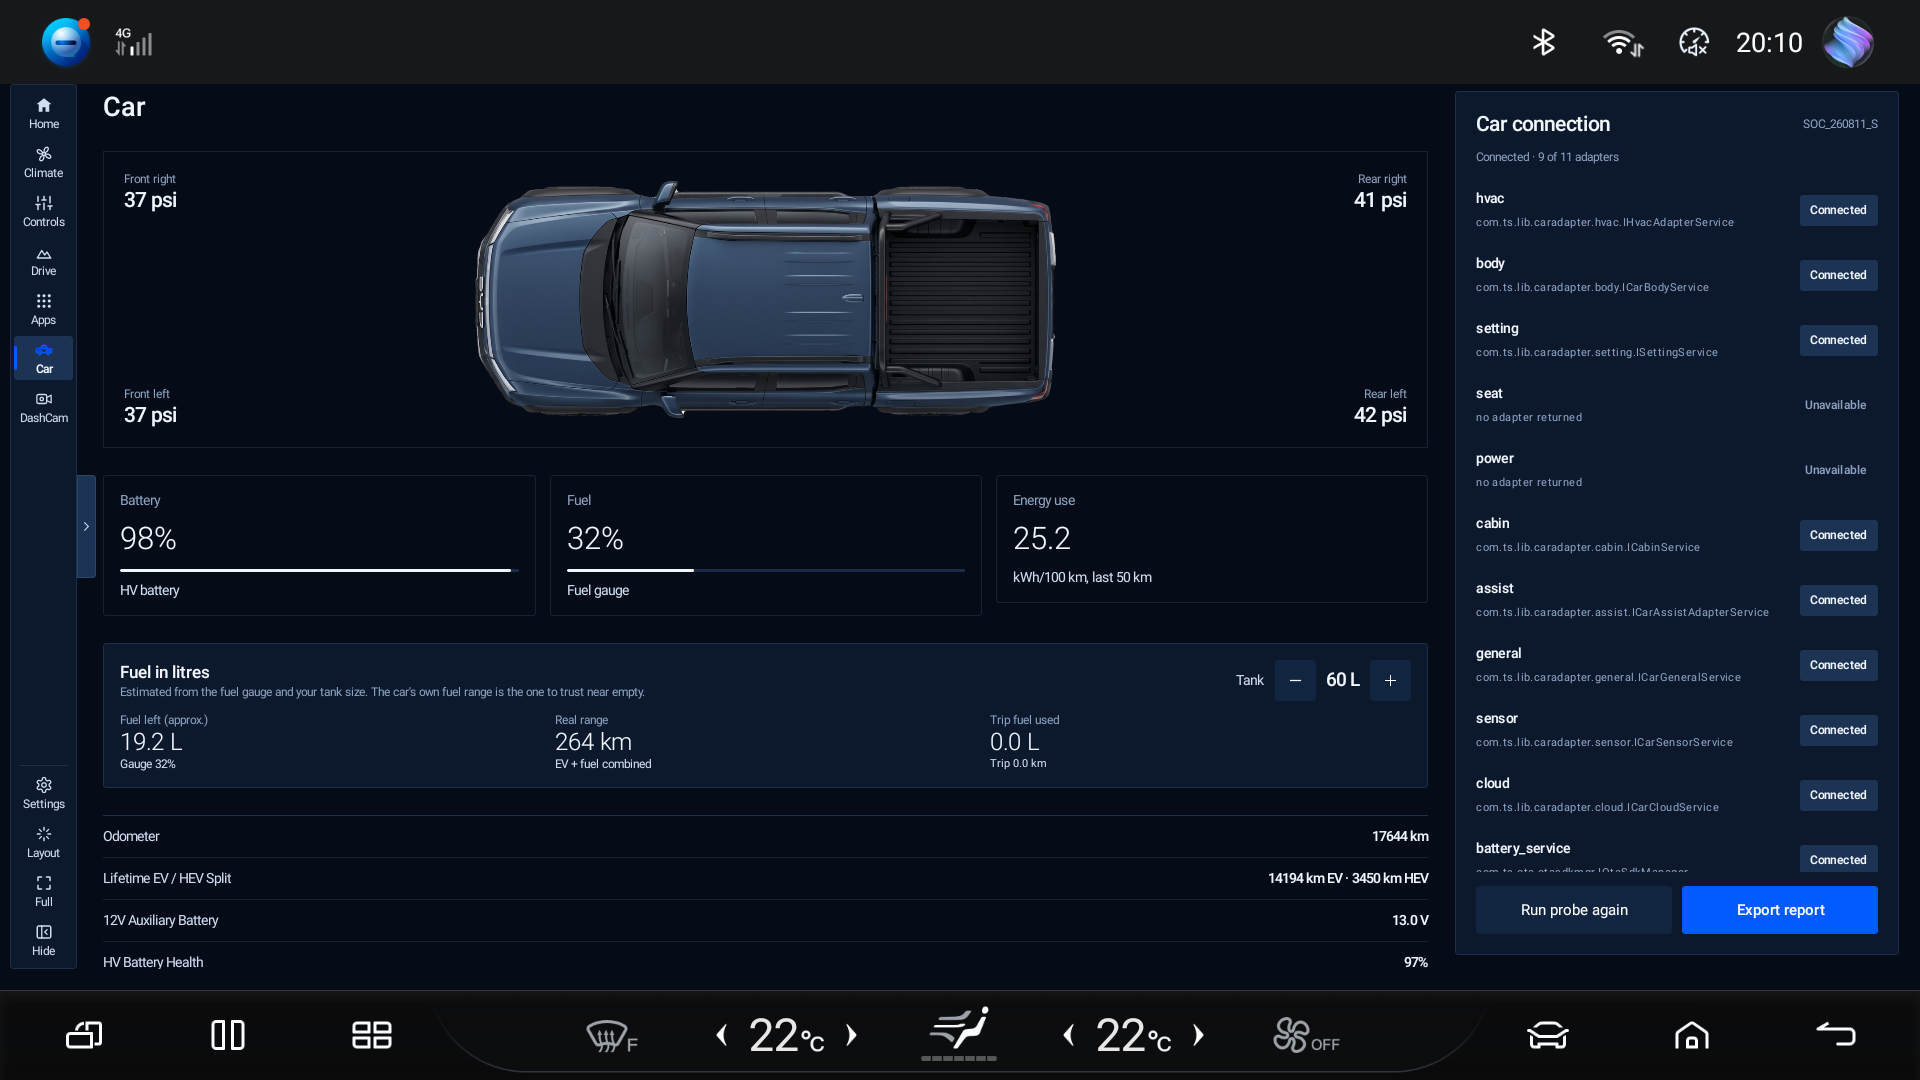 4G
20:10
Home
Climate
Controls
Drive
Apps
Car
DashCam
Settings
Layout
Full
Hide
Car
Front right
37 psi
Rear right
41 psi
Front left
37 psi
Rear left
42 psi
Battery
98%
HV battery
Fuel
32%
Fuel gauge
Energy use
25.2
kWh/100 km, last 50 km
Fuel in litres
Estimated from the fuel gauge and your tank size. The car's own fuel range is the one to trust near empty.
Tank
60 L
Fuel left (approx.)
19.2 L
Gauge 32%
Real range
264 km
EV + fuel combined
Trip fuel used
0.0 L
Trip 0.0 km
Odometer
17644 km
Lifetime EV / HEV Split
14194 km EV · 3450 km HEV
12V Auxiliary Battery
13.0 V
HV Battery Health
97%
Car connection
SOC_260811_S
Connected · 9 of 11 adapters
hvac
com.ts.lib.caradapter.hvac.IHvacAdapterService
Connected
body
com.ts.lib.caradapter.body.ICarBodyService
Connected
setting
com.ts.lib.caradapter.setting.ISettingService
Connected
seat
no adapter returned
Unavailable
power
no adapter returned
Unavailable
cabin
com.ts.lib.caradapter.cabin.ICabinService
Connected
assist
com.ts.lib.caradapter.assist.ICarAssistAdapterService
Connected
general
com.ts.lib.caradapter.general.ICarGeneralService
Connected
sensor
com.ts.lib.caradapter.sensor.ICarSensorService
Connected
cloud
com.ts.lib.caradapter.cloud.ICarCloudService
Connected
battery_service
Connected
Run probe again
Export report
F
22°C
22°C
OFF